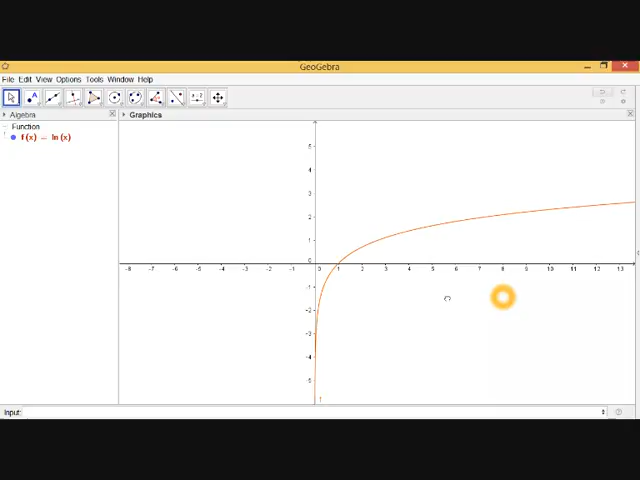 GeoGebra
File Edit View Options Tools Window Help
A
a = 2
Algebra
Graphics
Function
f(x) = ln(x)
5
4
3
2
1
0
-8 -7 -6 -5 -4 -3 -2 -1 0 1 2 3 4 5 6 7 8 9 10 11 12 13
-1
-2
-3
-4
-5
f
Input: